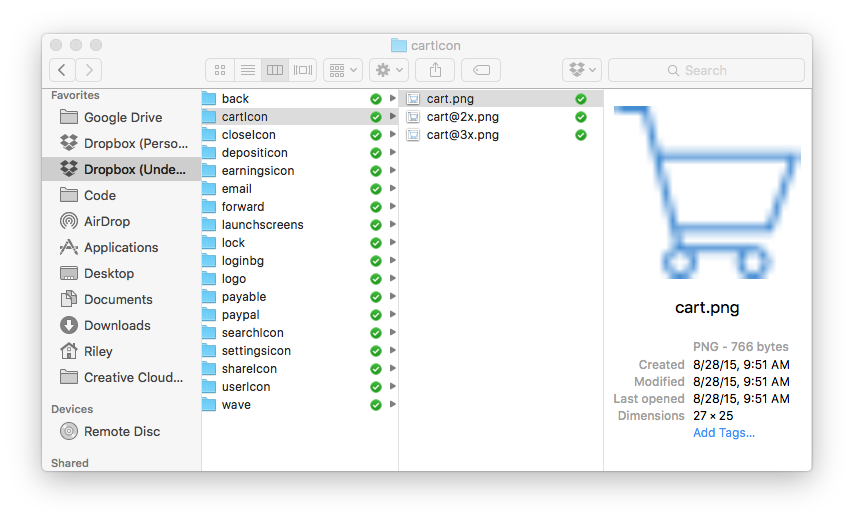 cartIcon
Search
Favorites
Google Drive
Dropbox (Perso...
Dropbox (Unde...
Code
AirDrop
Applications
Desktop
Documents
Downloads
Riley
Creative Cloud...
Devices
Remote Disc
Shared
back
cartIcon
closeIcon
depositicon
earningsicon
email
forward
launchscreens
lock
loginbg
logo
payable
paypal
searchIcon
settingsicon
shareIcon
userIcon
wave
cart.png
cart@2x.png
cart@3x.png
cart.png
PNG - 766 bytes
Created 8/28/15, 9:51 AM
Modified 8/28/15, 9:51 AM
Last opened 8/28/15, 9:51 AM
Dimensions 27 × 25
Add Tags...